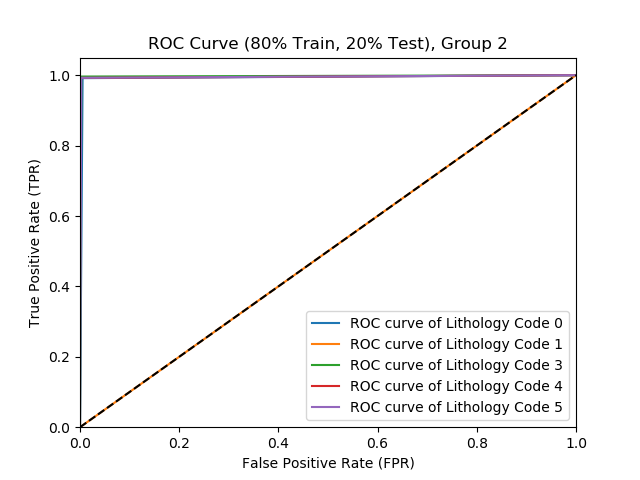 ROC Curve (80% Train, 20% Test), Group 2
True Positive Rate (TPR)
1.0
0.8
0.6
0.4
0.2
0.0
ROC curve of Lithology Code 0
ROC curve of Lithology Code 1
ROC curve of Lithology Code 3
ROC curve of Lithology Code 4
ROC curve of Lithology Code 5
0.0 0.2 0.4 0.6 0.8 1.0
False Positive Rate (FPR)